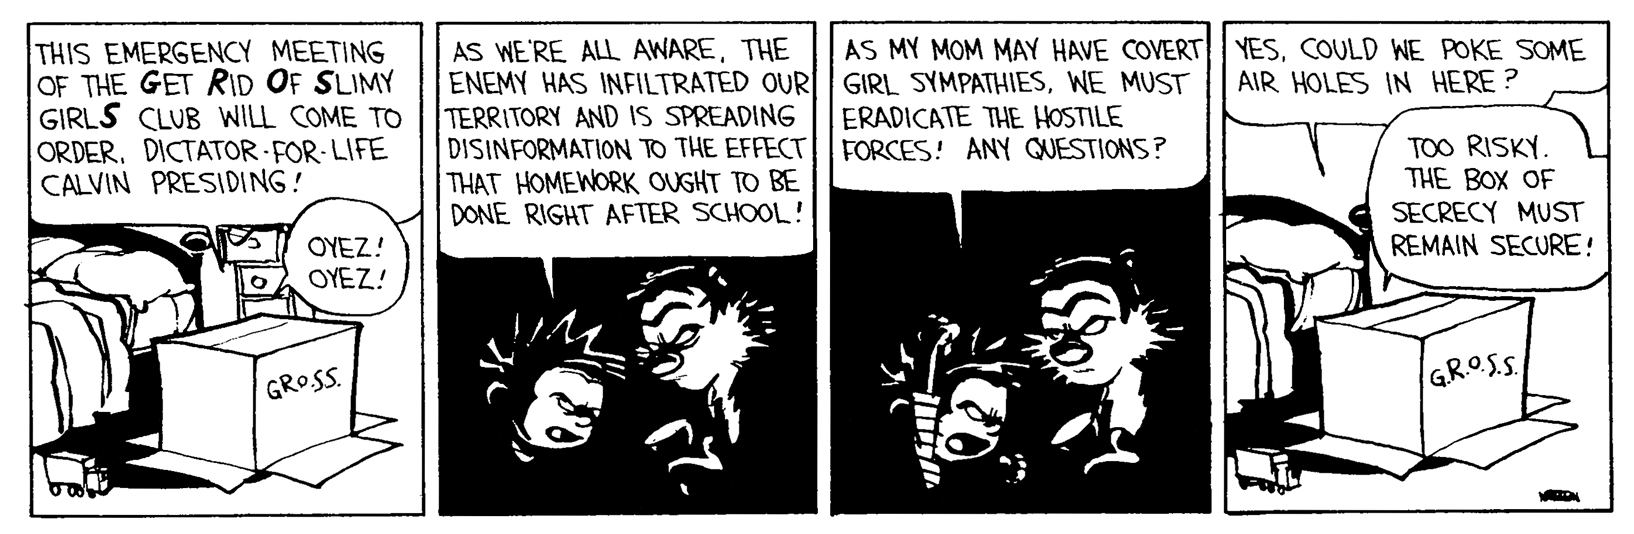 THIS EMERGENCY MEETING
OF THE GET RID OF SLIMY
GIRLS CLUB WILL COME TO
ORDER, DICTATOR-FOR-LIFE
CALVIN PRESIDING!
OYEZ!
OYEZ!
G.R.O.S.S.
AS WE'RE ALL AWARE, THE
ENEMY HAS INFILTRATED OUR
TERRITORY AND IS SPREADING
DISINFORMATION TO THE EFFECT
THAT HOMEWORK OUGHT TO BE
DONE RIGHT AFTER SCHOOL!
AS MY MOM MAY HAVE COVERT
GIRL SYMPATHIES, WE MUST
ERADICATE THE HOSTILE
FORCES! ANY QUESTIONS?
YES, COULD WE POKE SOME
AIR HOLES IN HERE?
TOO RISKY.
THE BOX OF
SECRECY MUST
REMAIN SECURE!
G.R.O.S.S.